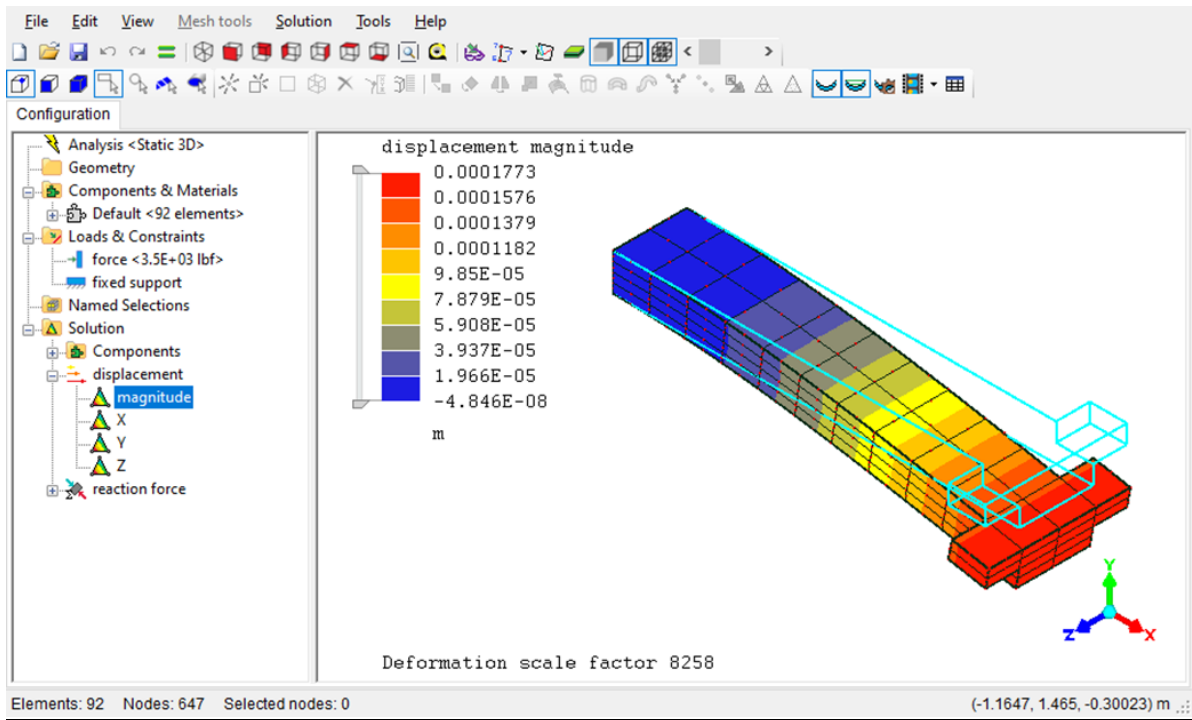 File Edit View Mesh tools Solution Tools Help
Configuration
Analysis <Static 3D>
Geometry
Components & Materials
Default <92 elements>
Loads & Constraints
force <3.5E+03 lbf>
fixed support
Named Selections
Solution
Components
displacement
magnitude
X
Y
Z
reaction force
displacement magnitude
0.0001773
0.0001576
0.0001379
0.0001182
9.85E-05
7.879E-05
5.908E-05
3.937E-05
1.966E-05
-4.846E-08
m
Y
Z X
Deformation scale factor 8258
Elements: 92 Nodes: 647 Selected nodes: 0 (-1.1647, 1.465, -0.30023) m